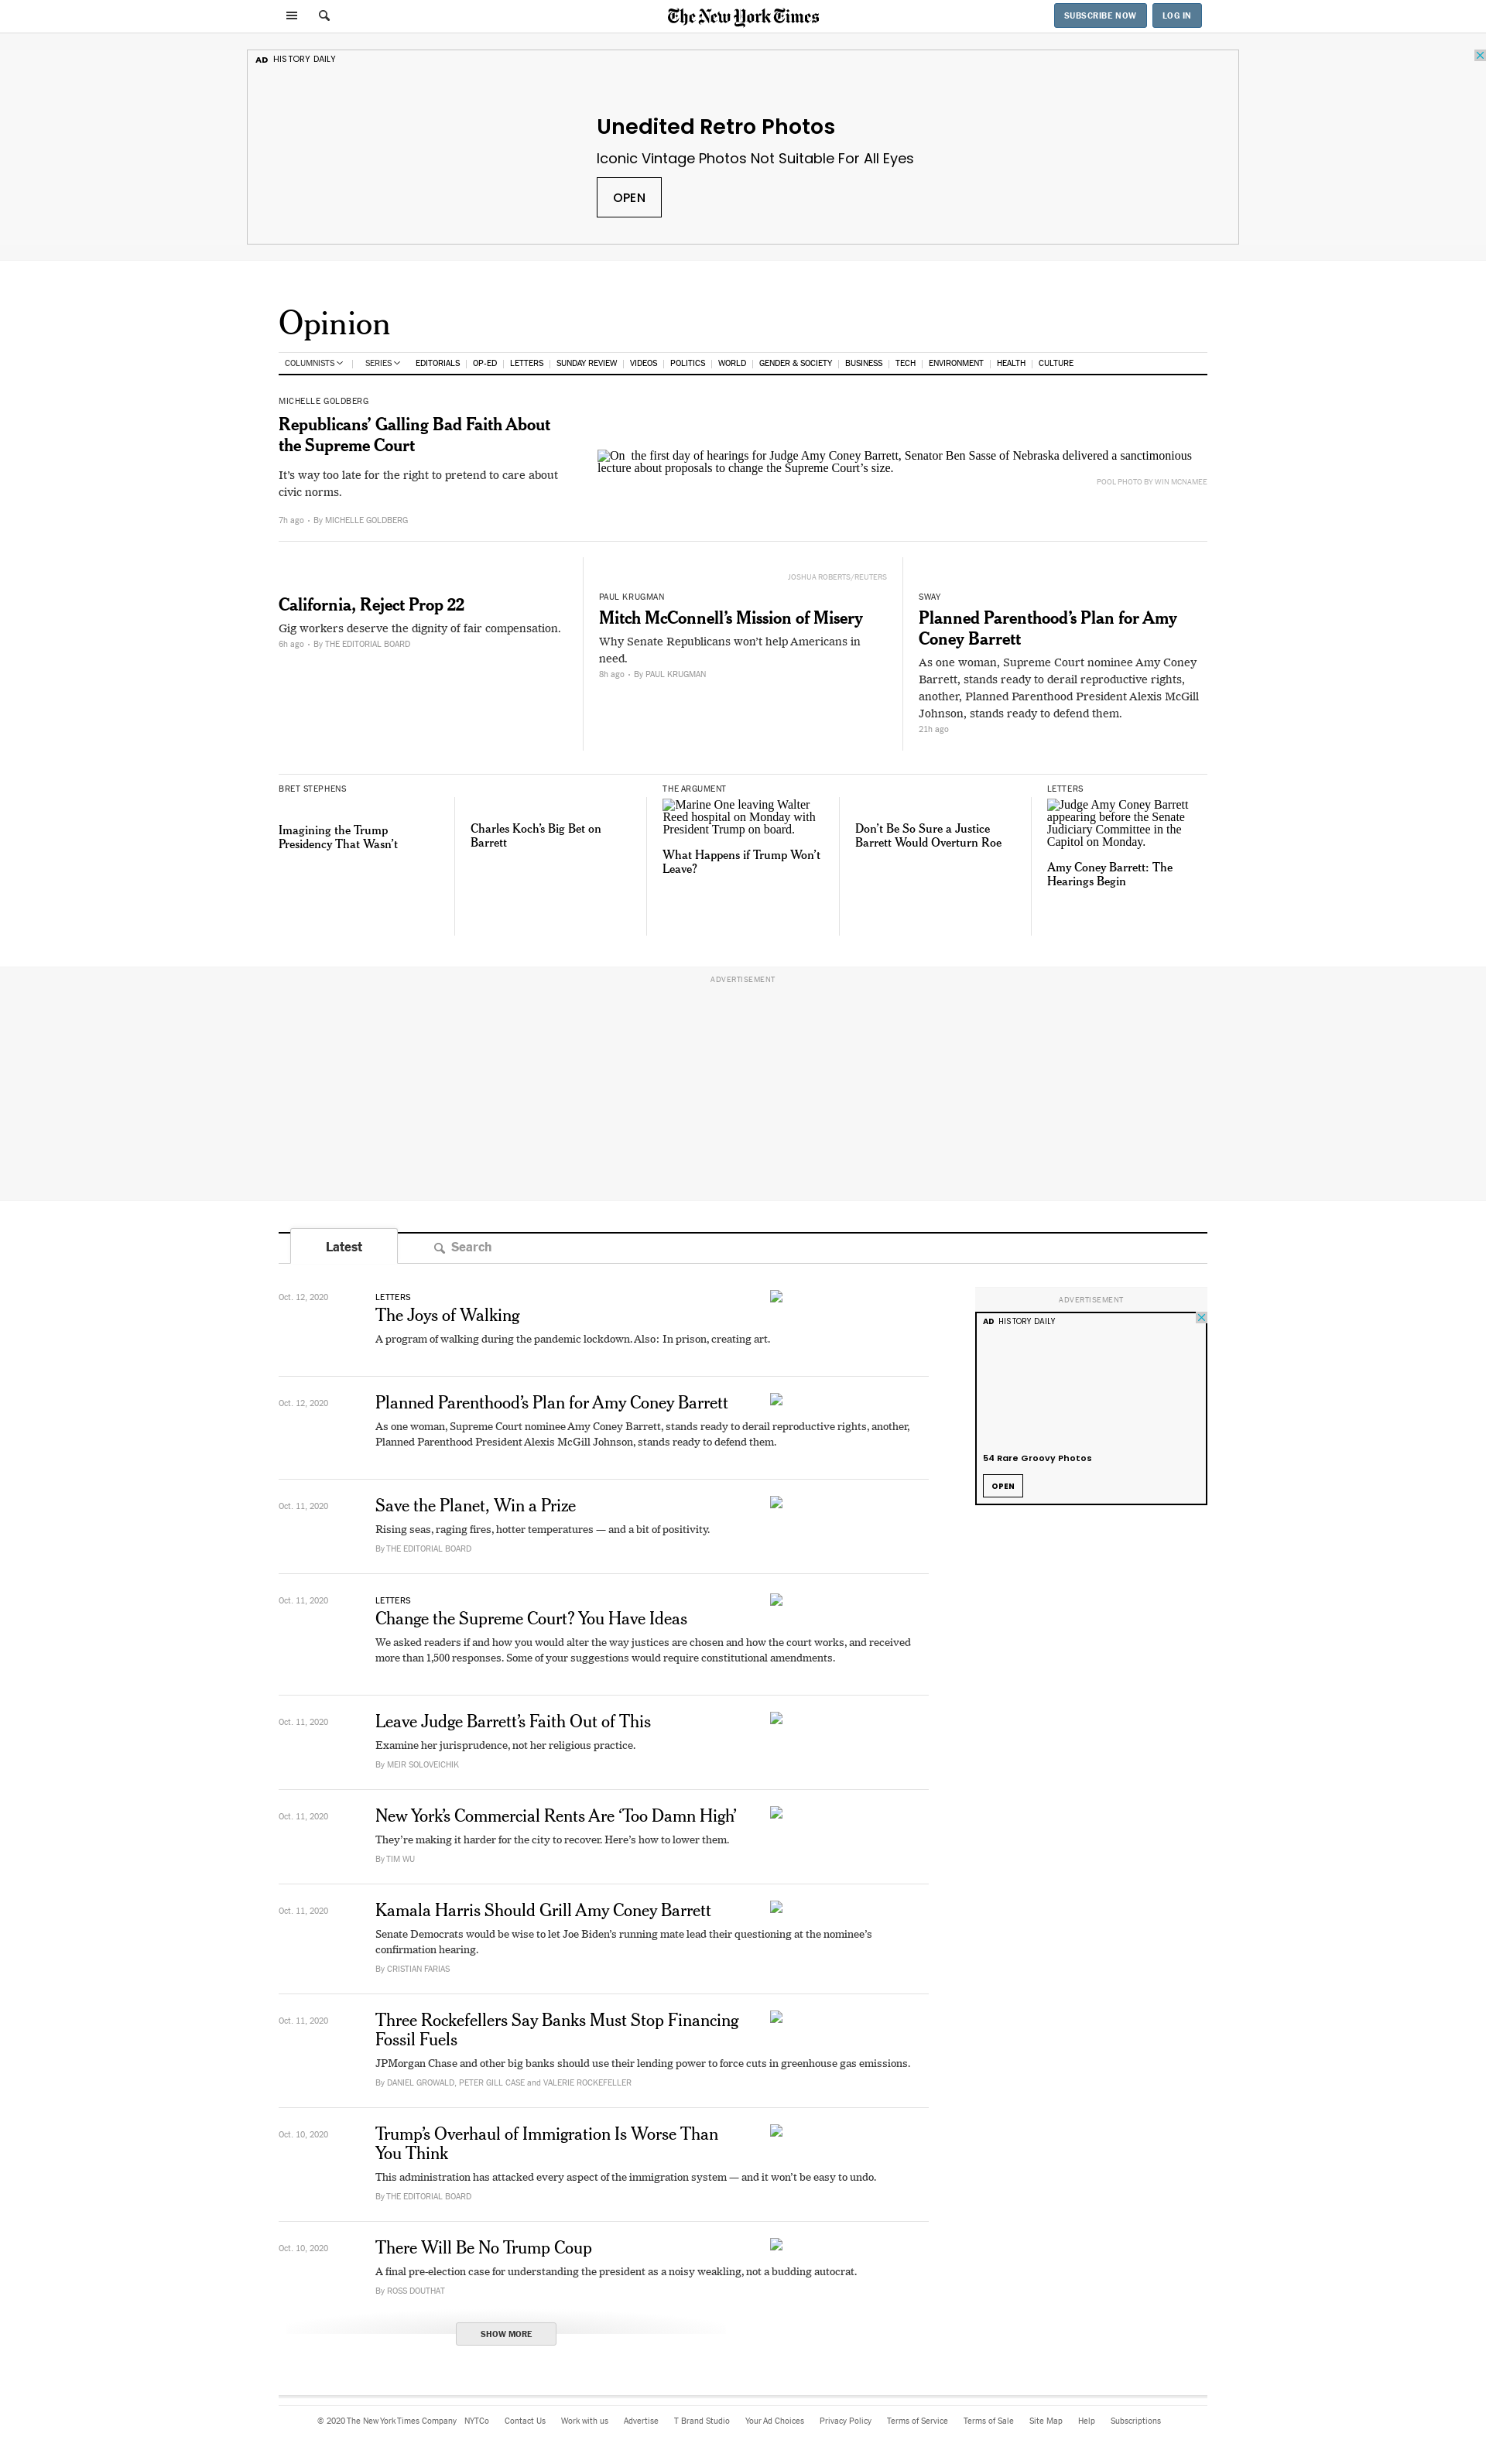 The New York Times
SUBSCRIBE NOW
LOG IN
AD HISTORY DAILY
Unedited Retro Photos
Iconic Vintage Photos Not Suitable For All Eyes
OPEN
Opinion
COLUMNISTS | SERIES EDITORIALS | OP-ED | LETTERS | SUNDAY REVIEW | VIDEOS | POLITICS | WORLD | GENDER & SOCIETY | BUSINESS | TECH | ENVIRONMENT | HEALTH | CULTURE
MICHELLE GOLDBERG
Republicans’ Galling Bad Faith About
the Supreme Court
It’s way too late for the right to pretend to care about
civic norms.
7h ago • By MICHELLE GOLDBERG
On the first day of hearings for Judge Amy Coney Barrett, Senator Ben Sasse of Nebraska delivered a sanctimonious
lecture about proposals to change the Supreme Court’s size.
POOL PHOTO BY WIN MCNAMEE
California, Reject Prop 22
Gig workers deserve the dignity of fair compensation.
6h ago • By THE EDITORIAL BOARD
JOSHUA ROBERTS/REUTERS
PAUL KRUGMAN
Mitch McConnell’s Mission of Misery
Why Senate Republicans won’t help Americans in
need.
8h ago • By PAUL KRUGMAN
SWAY
Planned Parenthood’s Plan for Amy
Coney Barrett
As one woman, Supreme Court nominee Amy Coney
Barrett, stands ready to derail reproductive rights,
another, Planned Parenthood President Alexis McGill
Johnson, stands ready to defend them.
21h ago
BRET STEPHENS
Imagining the Trump
Presidency That Wasn’t
Charles Koch’s Big Bet on
Barrett
THE ARGUMENT
Marine One leaving Walter
Reed hospital on Monday with
President Trump on board.
What Happens if Trump Won’t
Leave?
Don’t Be So Sure a Justice
Barrett Would Overturn Roe
LETTERS
Judge Amy Coney Barrett
appearing before the Senate
Judiciary Committee in the
Capitol on Monday.
Amy Coney Barrett: The
Hearings Begin
ADVERTISEMENT
Latest
Search
Oct. 12, 2020
LETTERS
The Joys of Walking
A program of walking during the pandemic lockdown. Also: In prison, creating art.
Oct. 12, 2020
Planned Parenthood’s Plan for Amy Coney Barrett
As one woman, Supreme Court nominee Amy Coney Barrett, stands ready to derail reproductive rights, another,
Planned Parenthood President Alexis McGill Johnson, stands ready to defend them.
Oct. 11, 2020
Save the Planet, Win a Prize
Rising seas, raging fires, hotter temperatures — and a bit of positivity.
By THE EDITORIAL BOARD
Oct. 11, 2020
LETTERS
Change the Supreme Court? You Have Ideas
We asked readers if and how you would alter the way justices are chosen and how the court works, and received
more than 1,500 responses. Some of your suggestions would require constitutional amendments.
Oct. 11, 2020
Leave Judge Barrett’s Faith Out of This
Examine her jurisprudence, not her religious practice.
By MEIR SOLOVEICHIK
Oct. 11, 2020
New York’s Commercial Rents Are ‘Too Damn High’
They’re making it harder for the city to recover. Here’s how to lower them.
By TIM WU
Oct. 11, 2020
Kamala Harris Should Grill Amy Coney Barrett
Senate Democrats would be wise to let Joe Biden’s running mate lead their questioning at the nominee’s
confirmation hearing.
By CRISTIAN FARIAS
Oct. 11, 2020
Three Rockefellers Say Banks Must Stop Financing
Fossil Fuels
JPMorgan Chase and other big banks should use their lending power to force cuts in greenhouse gas emissions.
By DANIEL GROWALD, PETER GILL CASE and VALERIE ROCKEFELLER
Oct. 10, 2020
Trump’s Overhaul of Immigration Is Worse Than
You Think
This administration has attacked every aspect of the immigration system — and it won’t be easy to undo.
By THE EDITORIAL BOARD
Oct. 10, 2020
There Will Be No Trump Coup
A final pre-election case for understanding the president as a noisy weakling, not a budding autocrat.
By ROSS DOUTHAT
SHOW MORE
ADVERTISEMENT
AD HISTORY DAILY
54 Rare Groovy Photos
OPEN
© 2020 The New York Times Company NYTCo Contact Us Work with us Advertise T Brand Studio Your Ad Choices Privacy Policy Terms of Service Terms of Sale Site Map Help Subscriptions